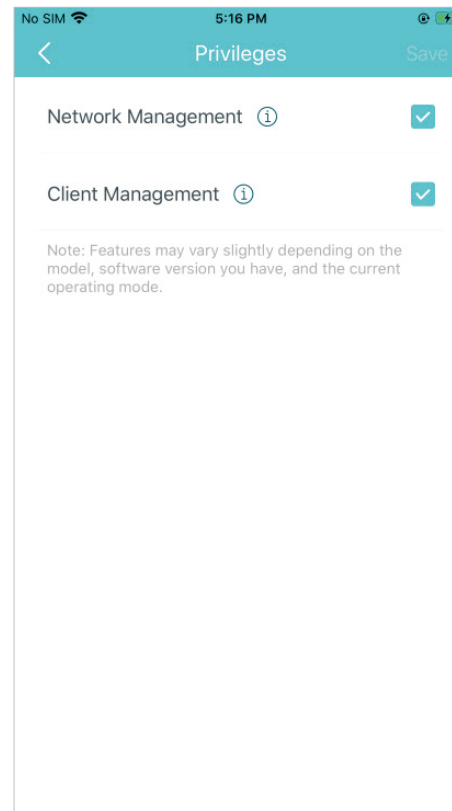 No SIM 5:16 PM
Privileges Save
Network Management
Client Management
Note: Features may vary slightly depending on the
model, software version you have, and the current
operating mode.